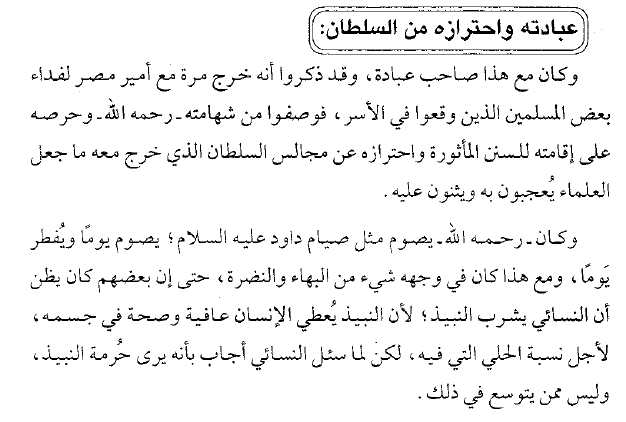 عبادته واحترازه من السلطان:
وكان مع هذا صاحب عبادة، وقد ذكروا أنه خرج مرة مع أمير مصر لفداء
بعض المسلمين الذين وقعوا في الأسر، فوصفوا من شهامته ـ رحمه الله ـ وحرصه
على إقامته للسنن المأثورة واحترازه عن مجالس السلطان الذي خرج معه ما جعل
العلماء يُعجبون به ويثنون عليه.
وكان ـ رحمه الله ـ يصوم مثل صيام داود عليه السلام؛ يصوم يومًا ويُفطر
يَومًا، ومع هذا كان في وجهه شيء من البهاء والنضرة، حتى إن بعضهم كان يظن
أن النسائي يشرب النبيذ؛ لأن النبيذ يُعطي الإنسان عافية وصحة في جسمه،
لأجل نسبة الحلي التي فيه، لكن لما سئل النسائي أجاب بأنه يرى حُرمة النبيذ،
وليس ممن يتوسع في ذلك.